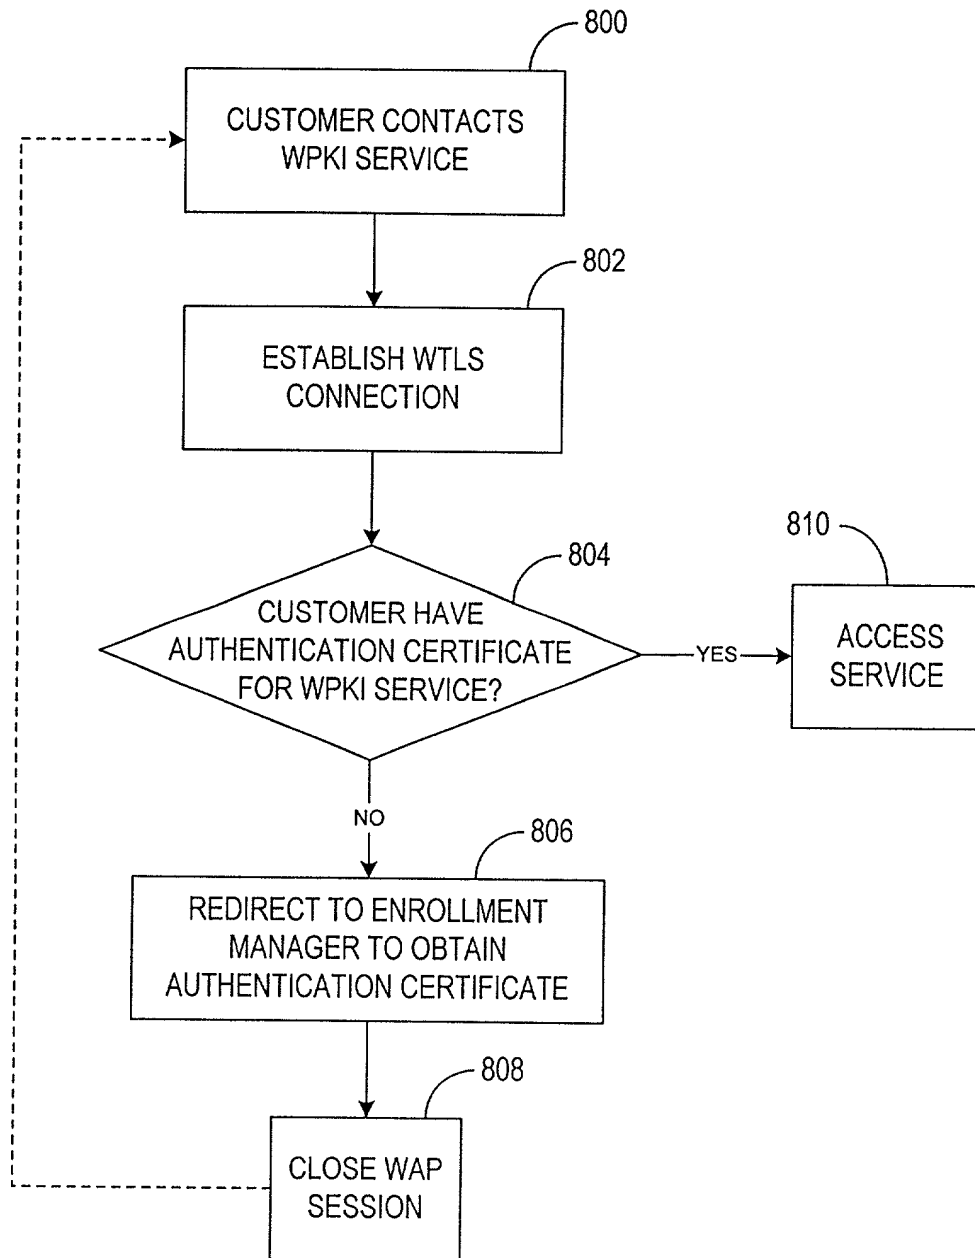 800
CUSTOMER CONTACTS
WPKI SERVICE
802
ESTABLISH WTLS
CONNECTION
804
CUSTOMER HAVE
AUTHENTICATION CERTIFICATE
FOR WPKI SERVICE?
YES
810
ACCESS
SERVICE
NO
806
REDIRECT TO ENROLLMENT
MANAGER TO OBTAIN
AUTHENTICATION CERTIFICATE
808
CLOSE WAP
SESSION